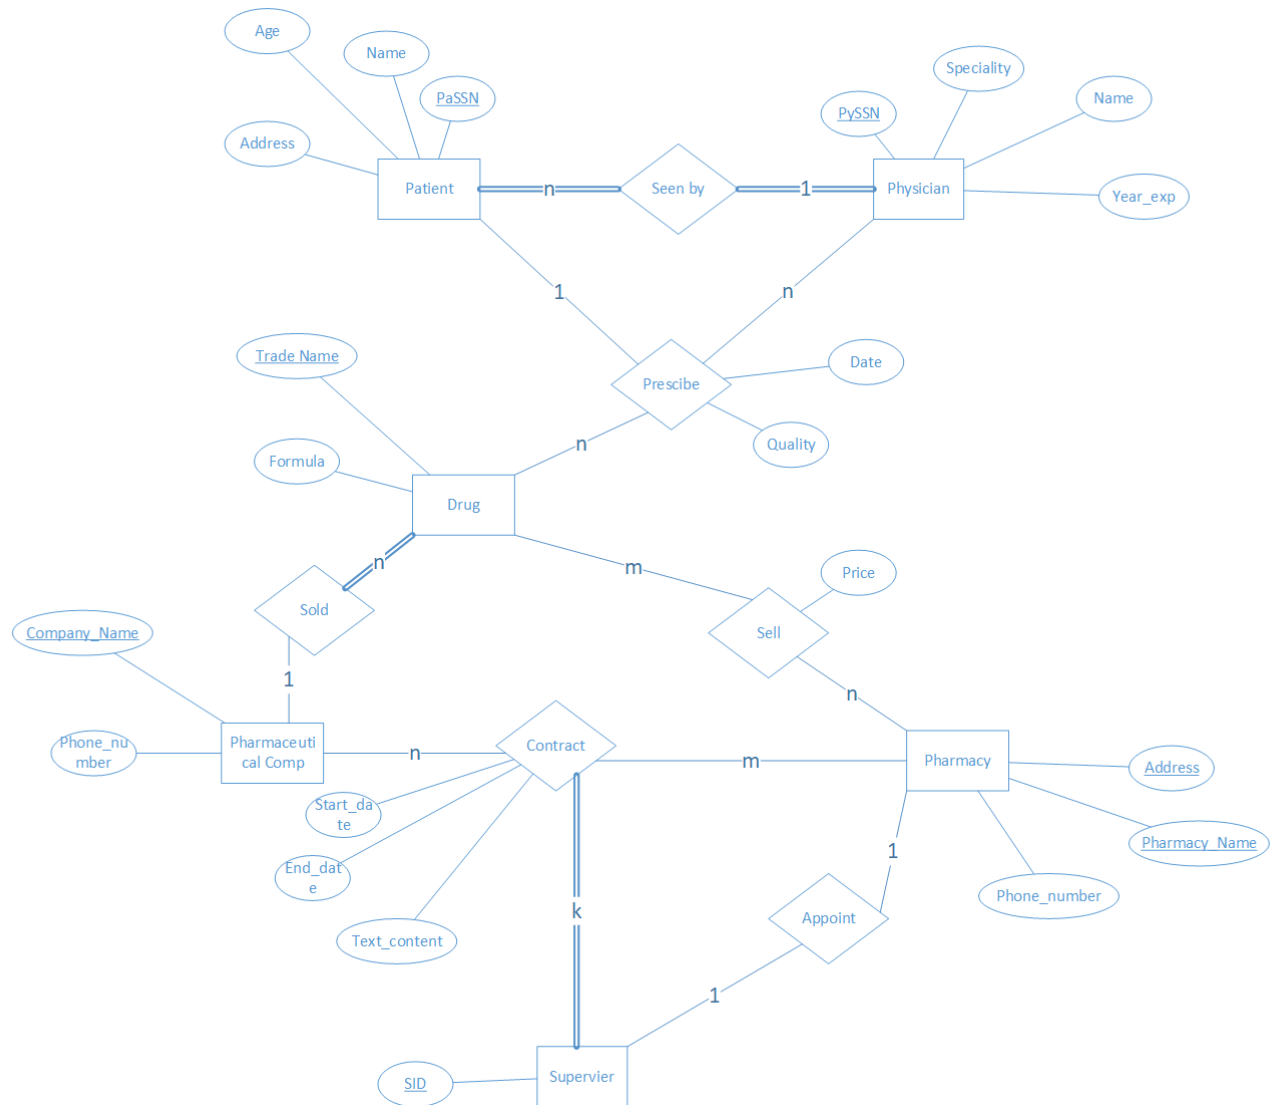 Age
Name
PaSSN
Address
Patient
n
Seen by
1
Physician
PySSN
Speciality
Name
Year_exp
1
n
Trade Name
Formula
Prescibe
Date
Quality
n
Drug
n
m
Sold
Price
Sell
Company_Name
1
n
Phone_nu
mber
Pharmaceuti
cal Comp
n
Contract
m
Pharmacy
Address
Pharmacy_Name
Phone_number
Start_da
te
End_dat
e
Text_content
k
1
Appoint
1
SID
Supervier